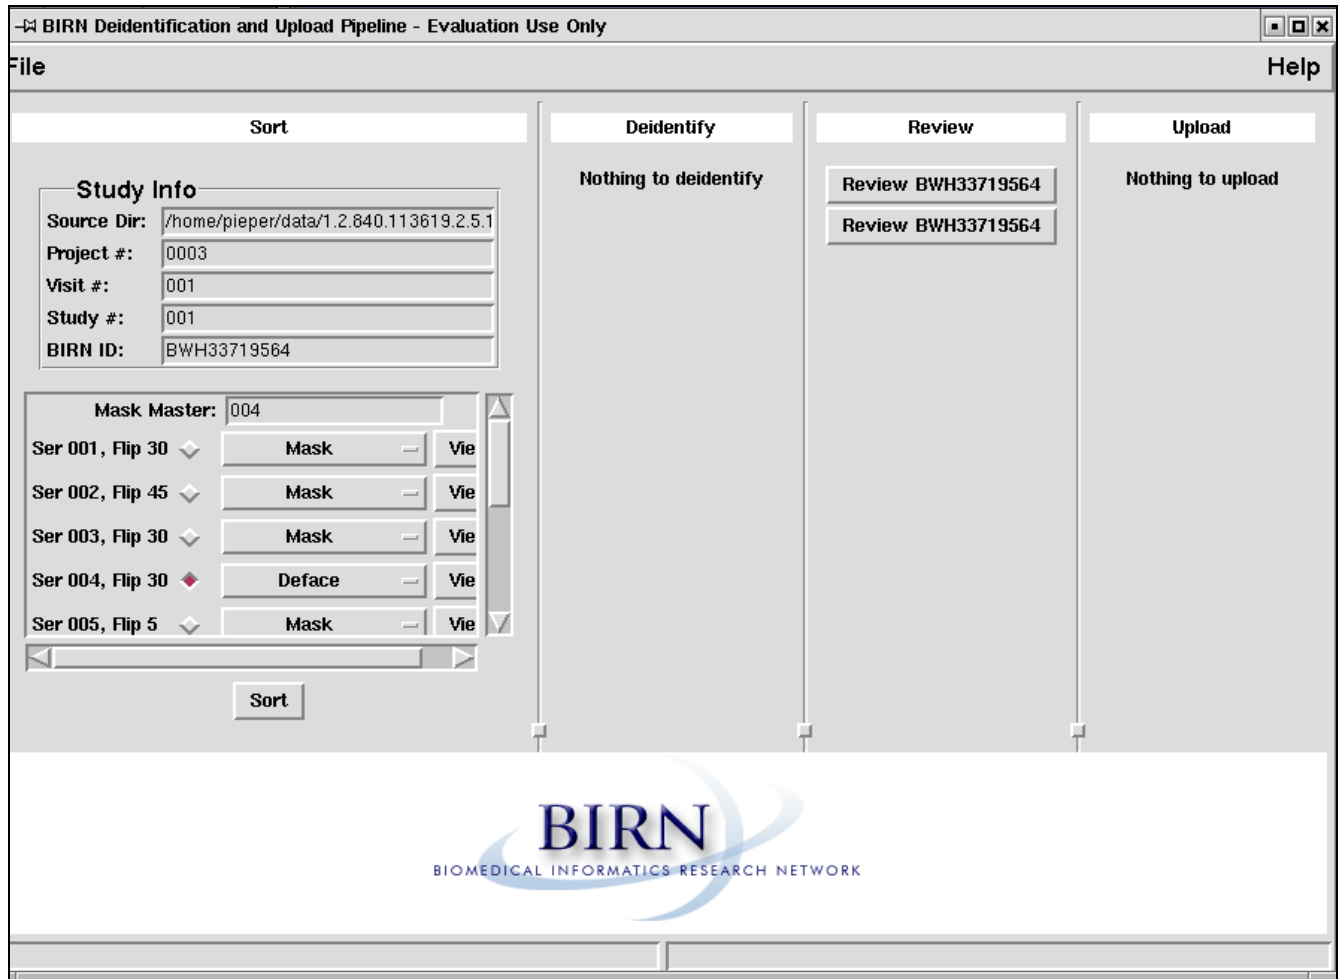 BIRN Deidentification and Upload Pipeline - Evaluation Use Only
File Help
Sort Deidentify Review Upload
Study Info
Source Dir: /home/pieper/data/1.2.840.113619.2.5.1
Project #: 0003
Visit #: 001
Study #: 001
BIRN ID: BWH33719564
Mask Master: 004
Ser 001, Flip 30 Mask Vie
Ser 002, Flip 45 Mask Vie
Ser 003, Flip 30 Mask Vie
Ser 004, Flip 30 Deface Vie
Ser 005, Flip 5 Mask Vie
Sort
Nothing to deidentify
Review BWH33719564
Review BWH33719564
Nothing to upload
BIRN
BIOMEDICAL INFORMATICS RESEARCH NETWORK